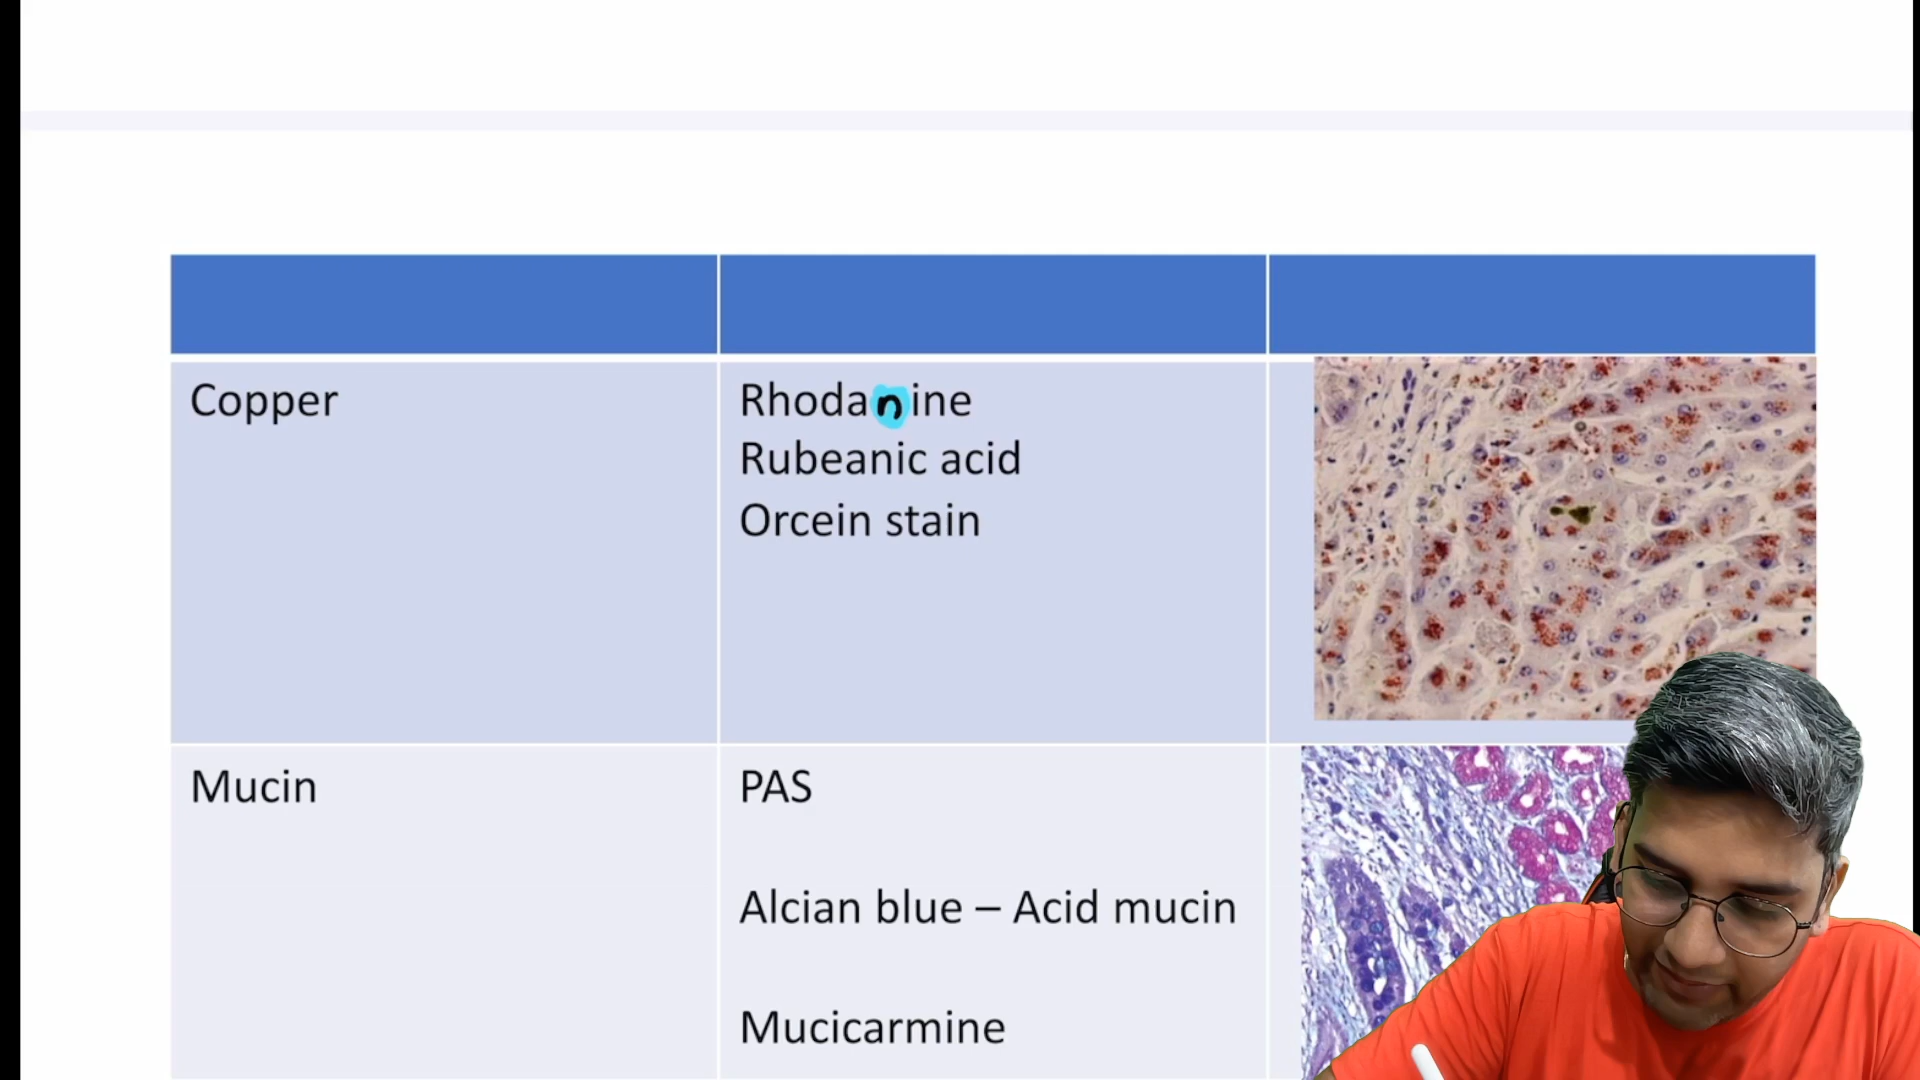 Copper
Rhodanine
Rubeanic acid
Orcein stain
Mucin
PAS
Alcian blue – Acid mucin
Mucicarmine